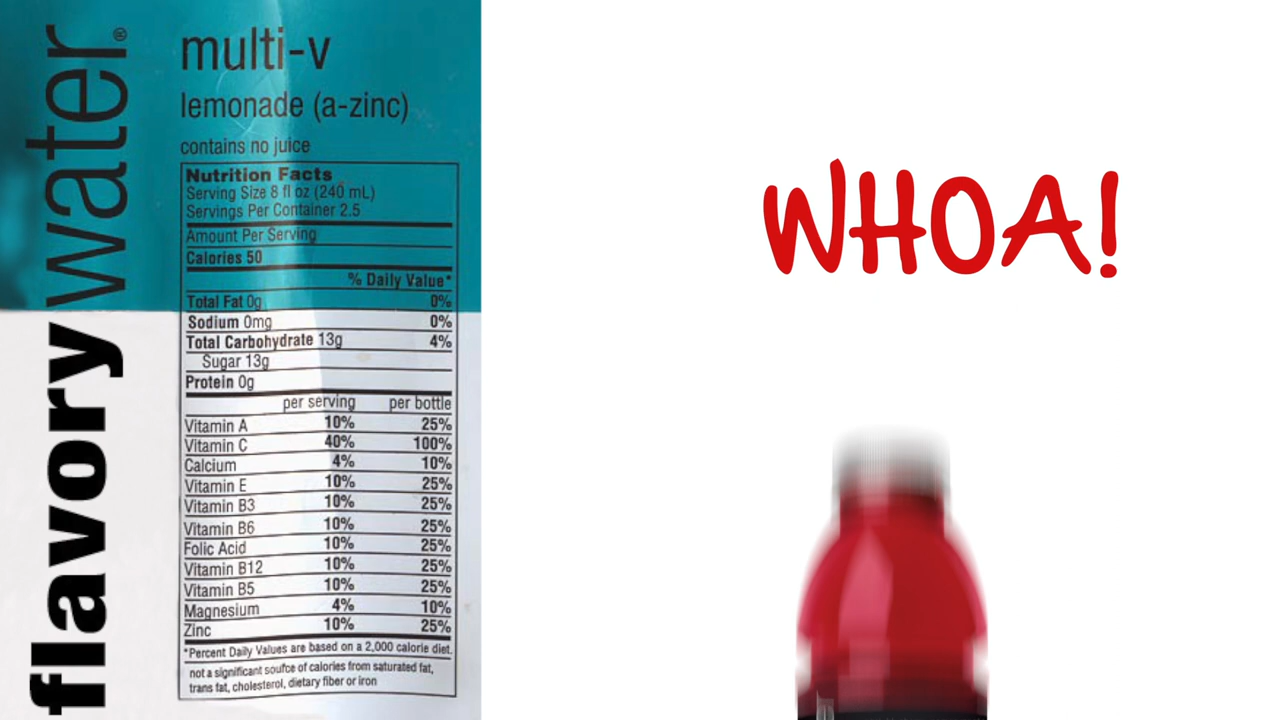 flavory water®
multi-v
lemonade (a-zinc)
contains no juice
Nutrition Facts
Serving Size 8 fl oz (240 mL)
Servings Per Container 2.5
Amount Per Serving
Calories 50
% Daily Value*
Total Fat 0g 0%
Sodium 0mg 0%
Total Carbohydrate 13g 4%
Sugar 13g
Protein 0g
per serving per bottle
Vitamin A 10% 25%
Vitamin C 40% 100%
Calcium 4% 10%
Vitamin E 10% 25%
Vitamin B3 10% 25%
Vitamin B6 10% 25%
Folic Acid 10% 25%
Vitamin B12 10% 25%
Vitamin B5 10% 25%
Magnesium 4% 10%
Zinc 10% 25%
*Percent Daily Values are based on a 2,000 calorie diet.
not a significant source of calories from saturated fat,
trans fat, cholesterol, dietary fiber or iron
WHOA!